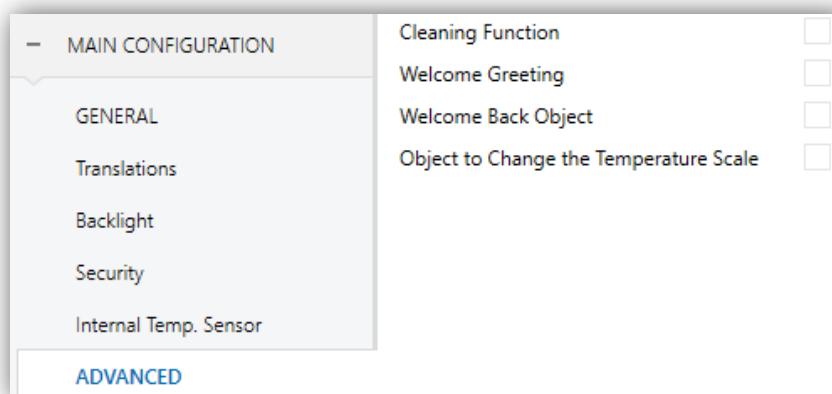 MAIN CONFIGURATION
GENERAL
Translations
Backlight
Security
Internal Temp. Sensor
ADVANCED
Cleaning Function
Welcome Greeting
Welcome Back Object
Object to Change the Temperature Scale